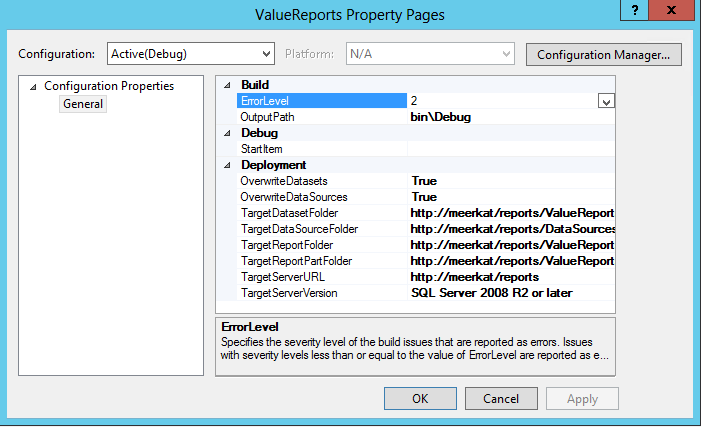 ValueReports Property Pages
? x
Configuration: Active(Debug) Platform: N/A Configuration Manager...
Configuration Properties
General
Build
ErrorLevel 2
OutputPath bin\Debug
Debug
StartItem
Deployment
OverwriteDatasets True
OverwriteDataSources True
TargetDatasetFolder http://meerkat/reports/ValueReport
TargetDataSourceFolder http://meerkat/reports/DataSources
TargetReportFolder http://meerkat/reports/ValueReport
TargetReportPartFolder http://meerkat/reports/ValueReport
TargetServerURL http://meerkat/reports
TargetServerVersion SQL Server 2008 R2 or later
ErrorLevel
Specifies the severity level of the build issues that are reported as errors. Issues
with severity levels less than or equal to the value of ErrorLevel are reported as e...
OK Cancel Apply